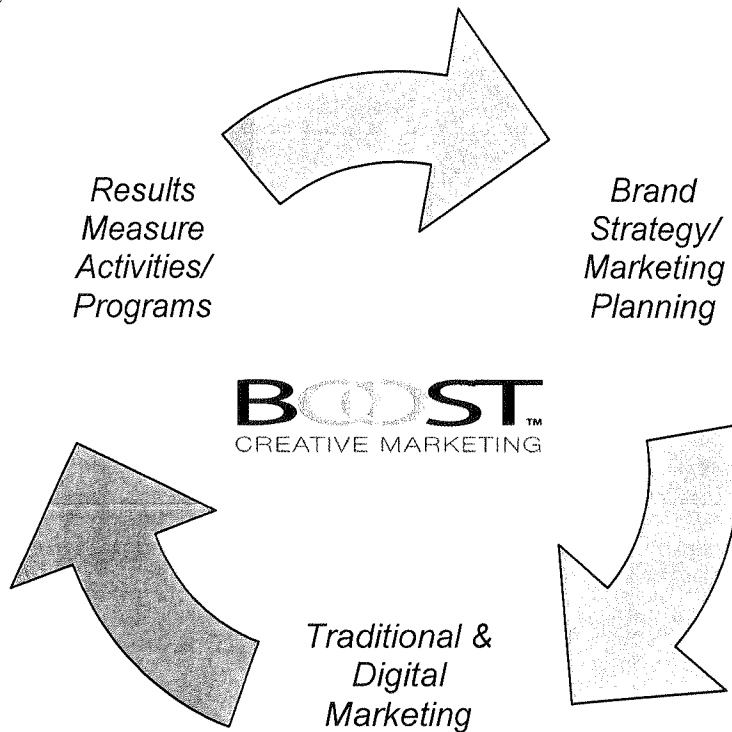 Results
Measure
Activities/
Programs
Brand
Strategy/
Marketing
Planning
BOOST™
CREATIVE MARKETING
Traditional &
Digital
Marketing